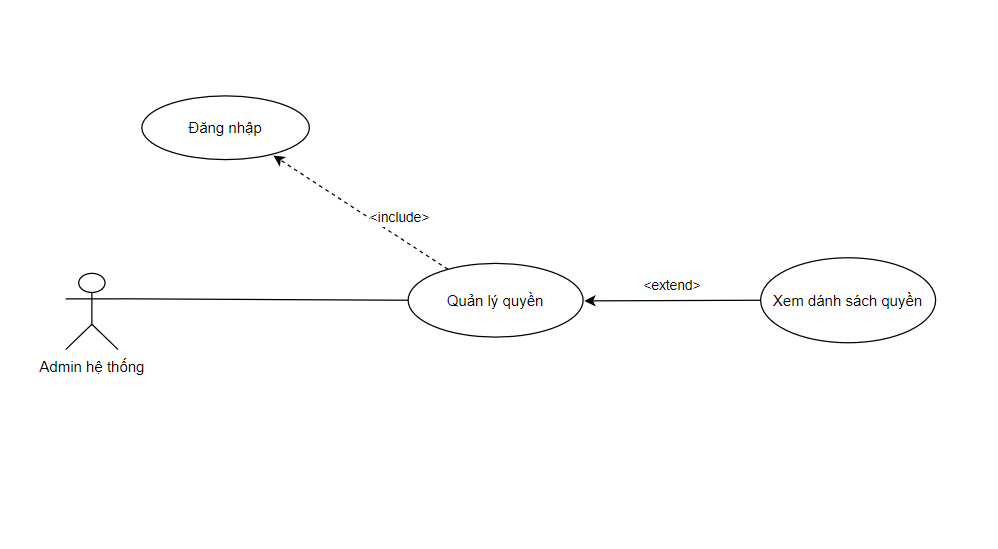 Đăng nhập
<include>
<extend>
Quản lý quyền
Xem dánh sách quyền
Admin hệ thống